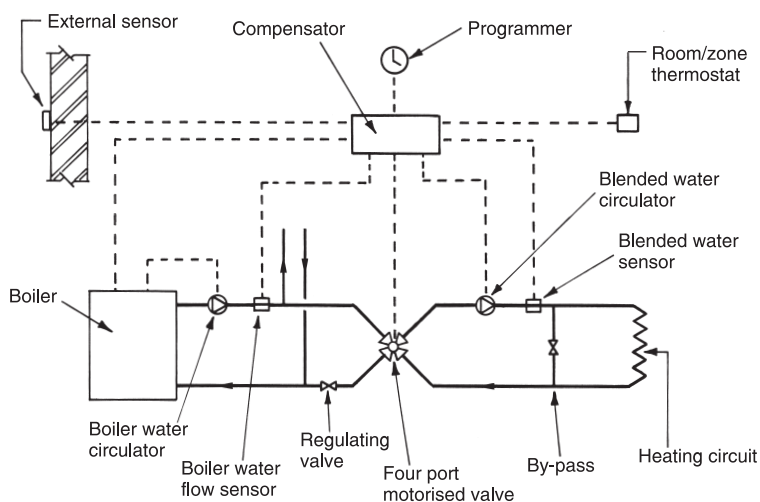 External sensor
Compensator
Programmer
Room/zone
thermostat
Blended water
circulator
Blended water
sensor
Boiler
Boiler water
circulator
Boiler water
flow sensor
Regulating
valve
Four port
motorised valve
By-pass
Heating circuit